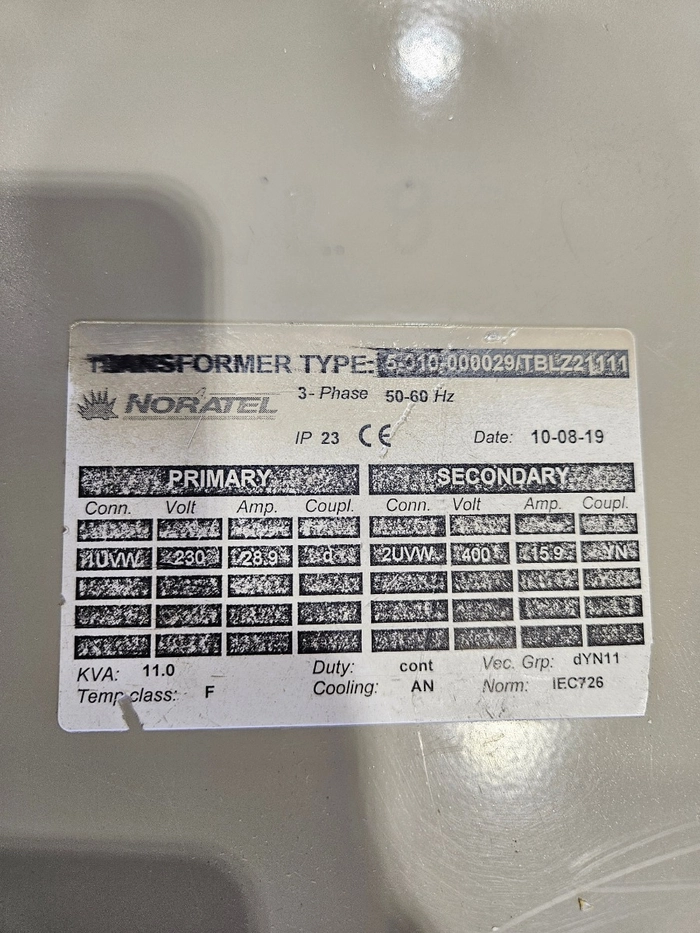 TRANSFORMER TYPE: 5-010-000029/TBLZ21111
NORATEL 3- Phase 50-60 Hz
IP 23 CE Date: 10-08-19
PRIMARY SECONDARY
Conn. Volt Amp. Coupl. Conn. Volt Amp. Coupl.
1UVW 230 28.9 d 2UVW 400 15.9 YN
KVA: 11.0 Duty: cont Vec. Grp: dYN11
Temp class: F Cooling: AN Norm: IEC726